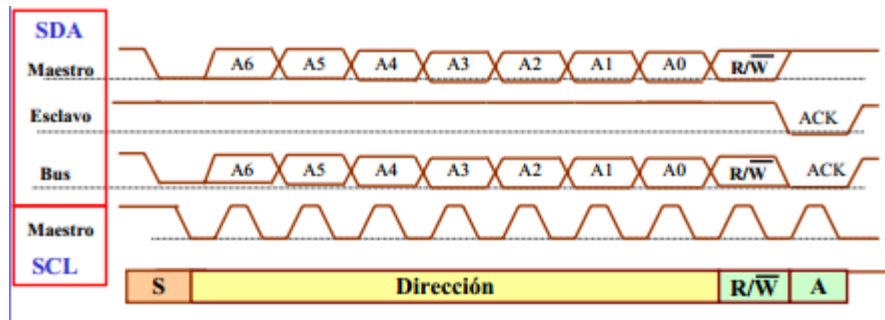 SDA
Maestro A6 A5 A4 A3 A2 A1 A0 R/W̅
Esclavo ACK
Bus A6 A5 A4 A3 A2 A1 A0 R/W̅ ACK
Maestro
SCL
S Dirección R/W̅ A